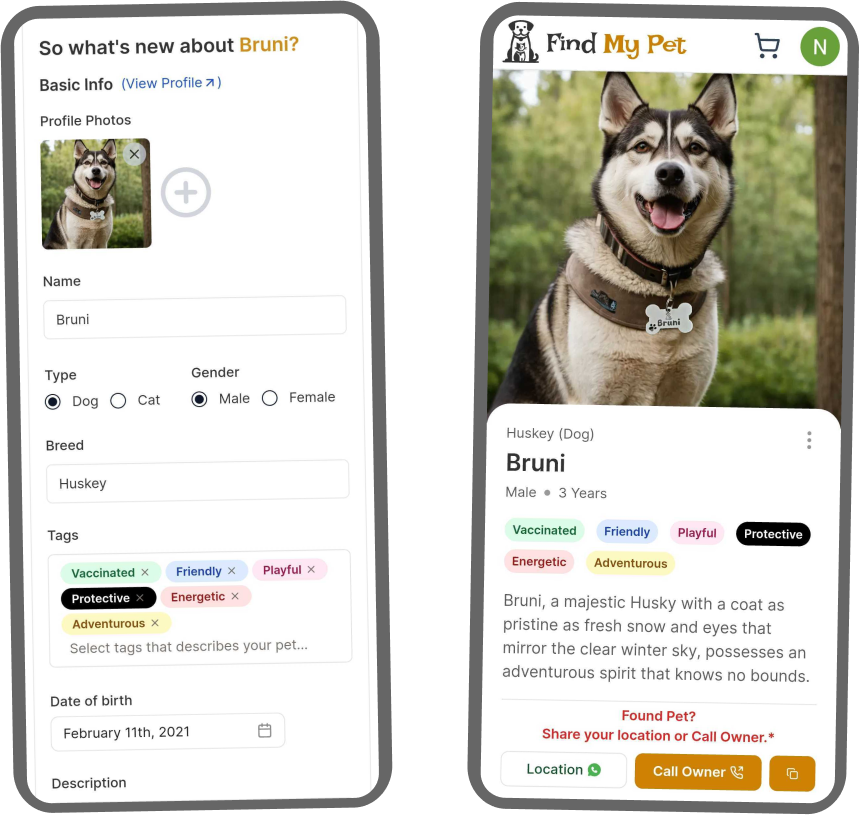 So what's new about Bruni?
Basic Info (View Profile)
Profile Photos
Name
Bruni
Type
Dog Cat
Gender
Male Female
Breed
Huskey
Tags
Vaccinated Friendly Playful
Protective Energetic
Adventurous
Select tags that describes your pet...
Date of birth
February 11th, 2021
Description
Find My Pet
N
Bruni
Huskey (Dog)
Bruni
Male • 3 Years
Vaccinated Friendly Playful Protective
Energetic Adventurous
Bruni, a majestic Husky with a coat as
pristine as fresh snow and eyes that
mirror the clear winter sky, possesses an
adventurous spirit that knows no bounds.
Found Pet?
Share your location or Call Owner.*
Location Call Owner